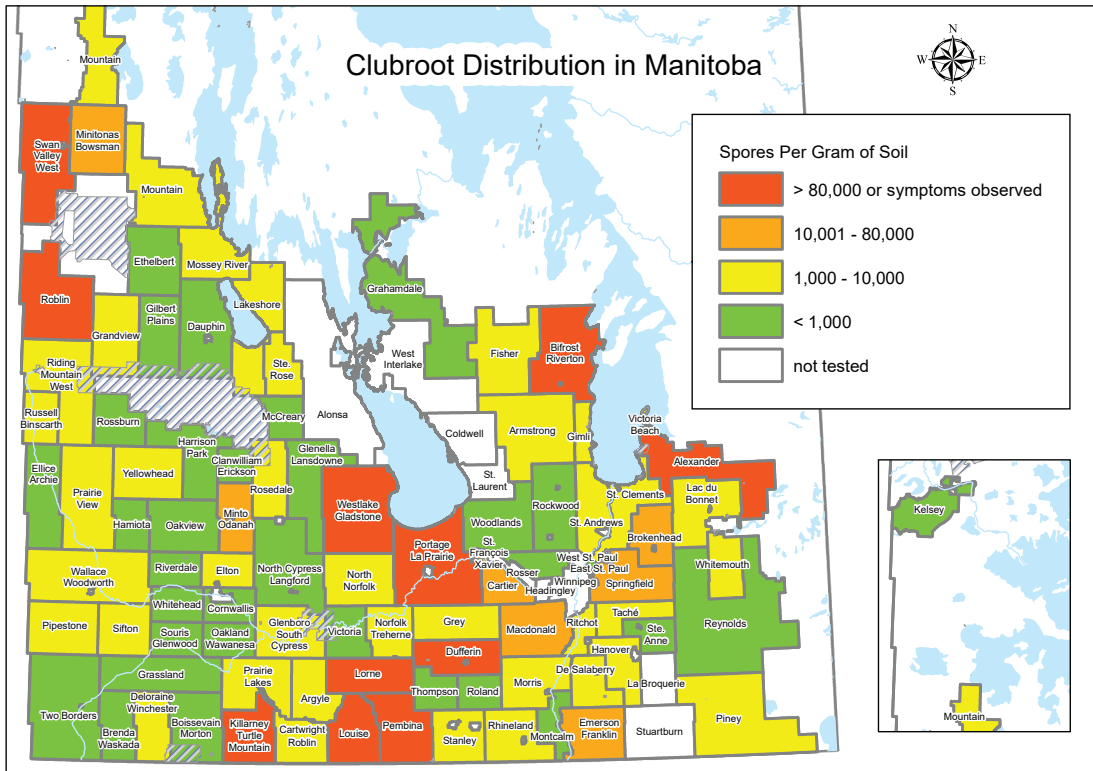 Clubroot Distribution in Manitoba
N
W
E
S
Spores Per Gram of Soil
> 80,000 or symptoms observed
10,001 - 80,000
1,000 - 10,000
< 1,000
not tested
Mountain
Swan
Valley
West
Minitonas
Bowsman
Mountain
Ethelbert
Mossey River
Roblin
Grandview
Gilbert
Plains
Dauphin
Lakeshore
Grahamdale
West
Interlake
Fisher
Bifrost
Riverton
Riding
Mountain
West
Ste.
Rose
Russell
Binscarth
Rossburn
McCreary
Alonsa
Coldwell
Armstrong
Gimli
Victoria
Beach
Alexander
Harrison
Park
Clanwilliam
Erickson
Glenella
Lansdowne
St.
Laurent
Ellice
Archie
Yellowhead
Prairie
View
Rosedale
Westlake
Gladstone
Rockwood
St. Clements
Lac du
Bonnet
Hamiota
Oakview
Minto
Odanah
Portage
La Prairie
Woodlands
St. Andrews
Brokenhead
St.
François
Xavier
Rosser
West St. Paul
East St. Paul
Whitemouth
Wallace
Woodworth
Riverdale
Elton
North Cypress
Langford
North
Norfolk
Cartier
Headingley
Winnipeg
Springfield
Whitehead
Cornwallis
Pipestone
Sifton
Souris
Glenwood
Oakland
Wawanesa
Glenboro
South
Cypress
Victoria
Norfolk
Treherne
Grey
Macdonald
Ritchot
Taché
Ste.
Anne
Reynolds
Hanover
Dufferin
De Salaberry
La Broquerie
Grassland
Prairie
Lakes
Argyle
Lorne
Thompson
Roland
Morris
Two Borders
Deloraine
Winchester
Brenda
Waskada
Boissevain
Morton
Killarney
Turtle
Mountain
Cartwright
Roblin
Louise
Pembina
Stanley
Rhineland
Montcalm
Emerson
Franklin
Stuartburn
Piney
Kelsey
Mountain